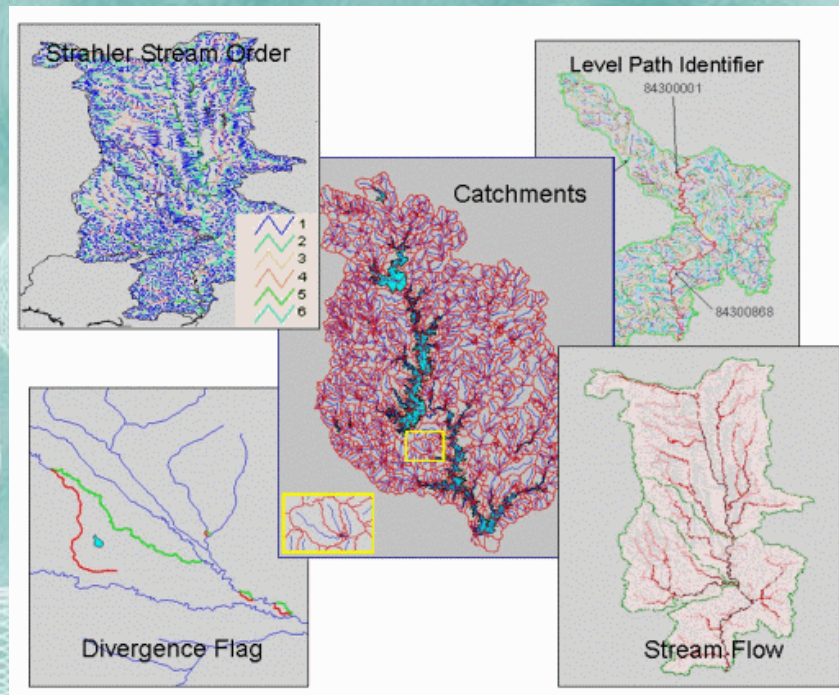 Strahler Stream Order
1
2
3
4
5
6
Level Path Identifier
84300001
84300868
Catchments
Divergence Flag
Stream Flow